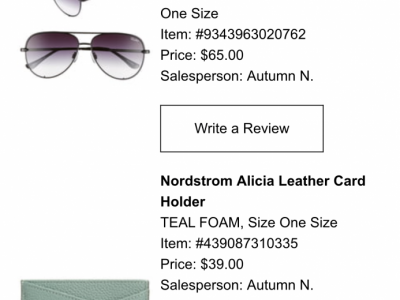 One Size
Item: #9343963020762
Price: $65.00
Salesperson: Autumn N.
Write a Review
Nordstrom Alicia Leather Card
Holder
TEAL FOAM, Size One Size
Item: #439087310335
Price: $39.00
Salesperson: Autumn N.